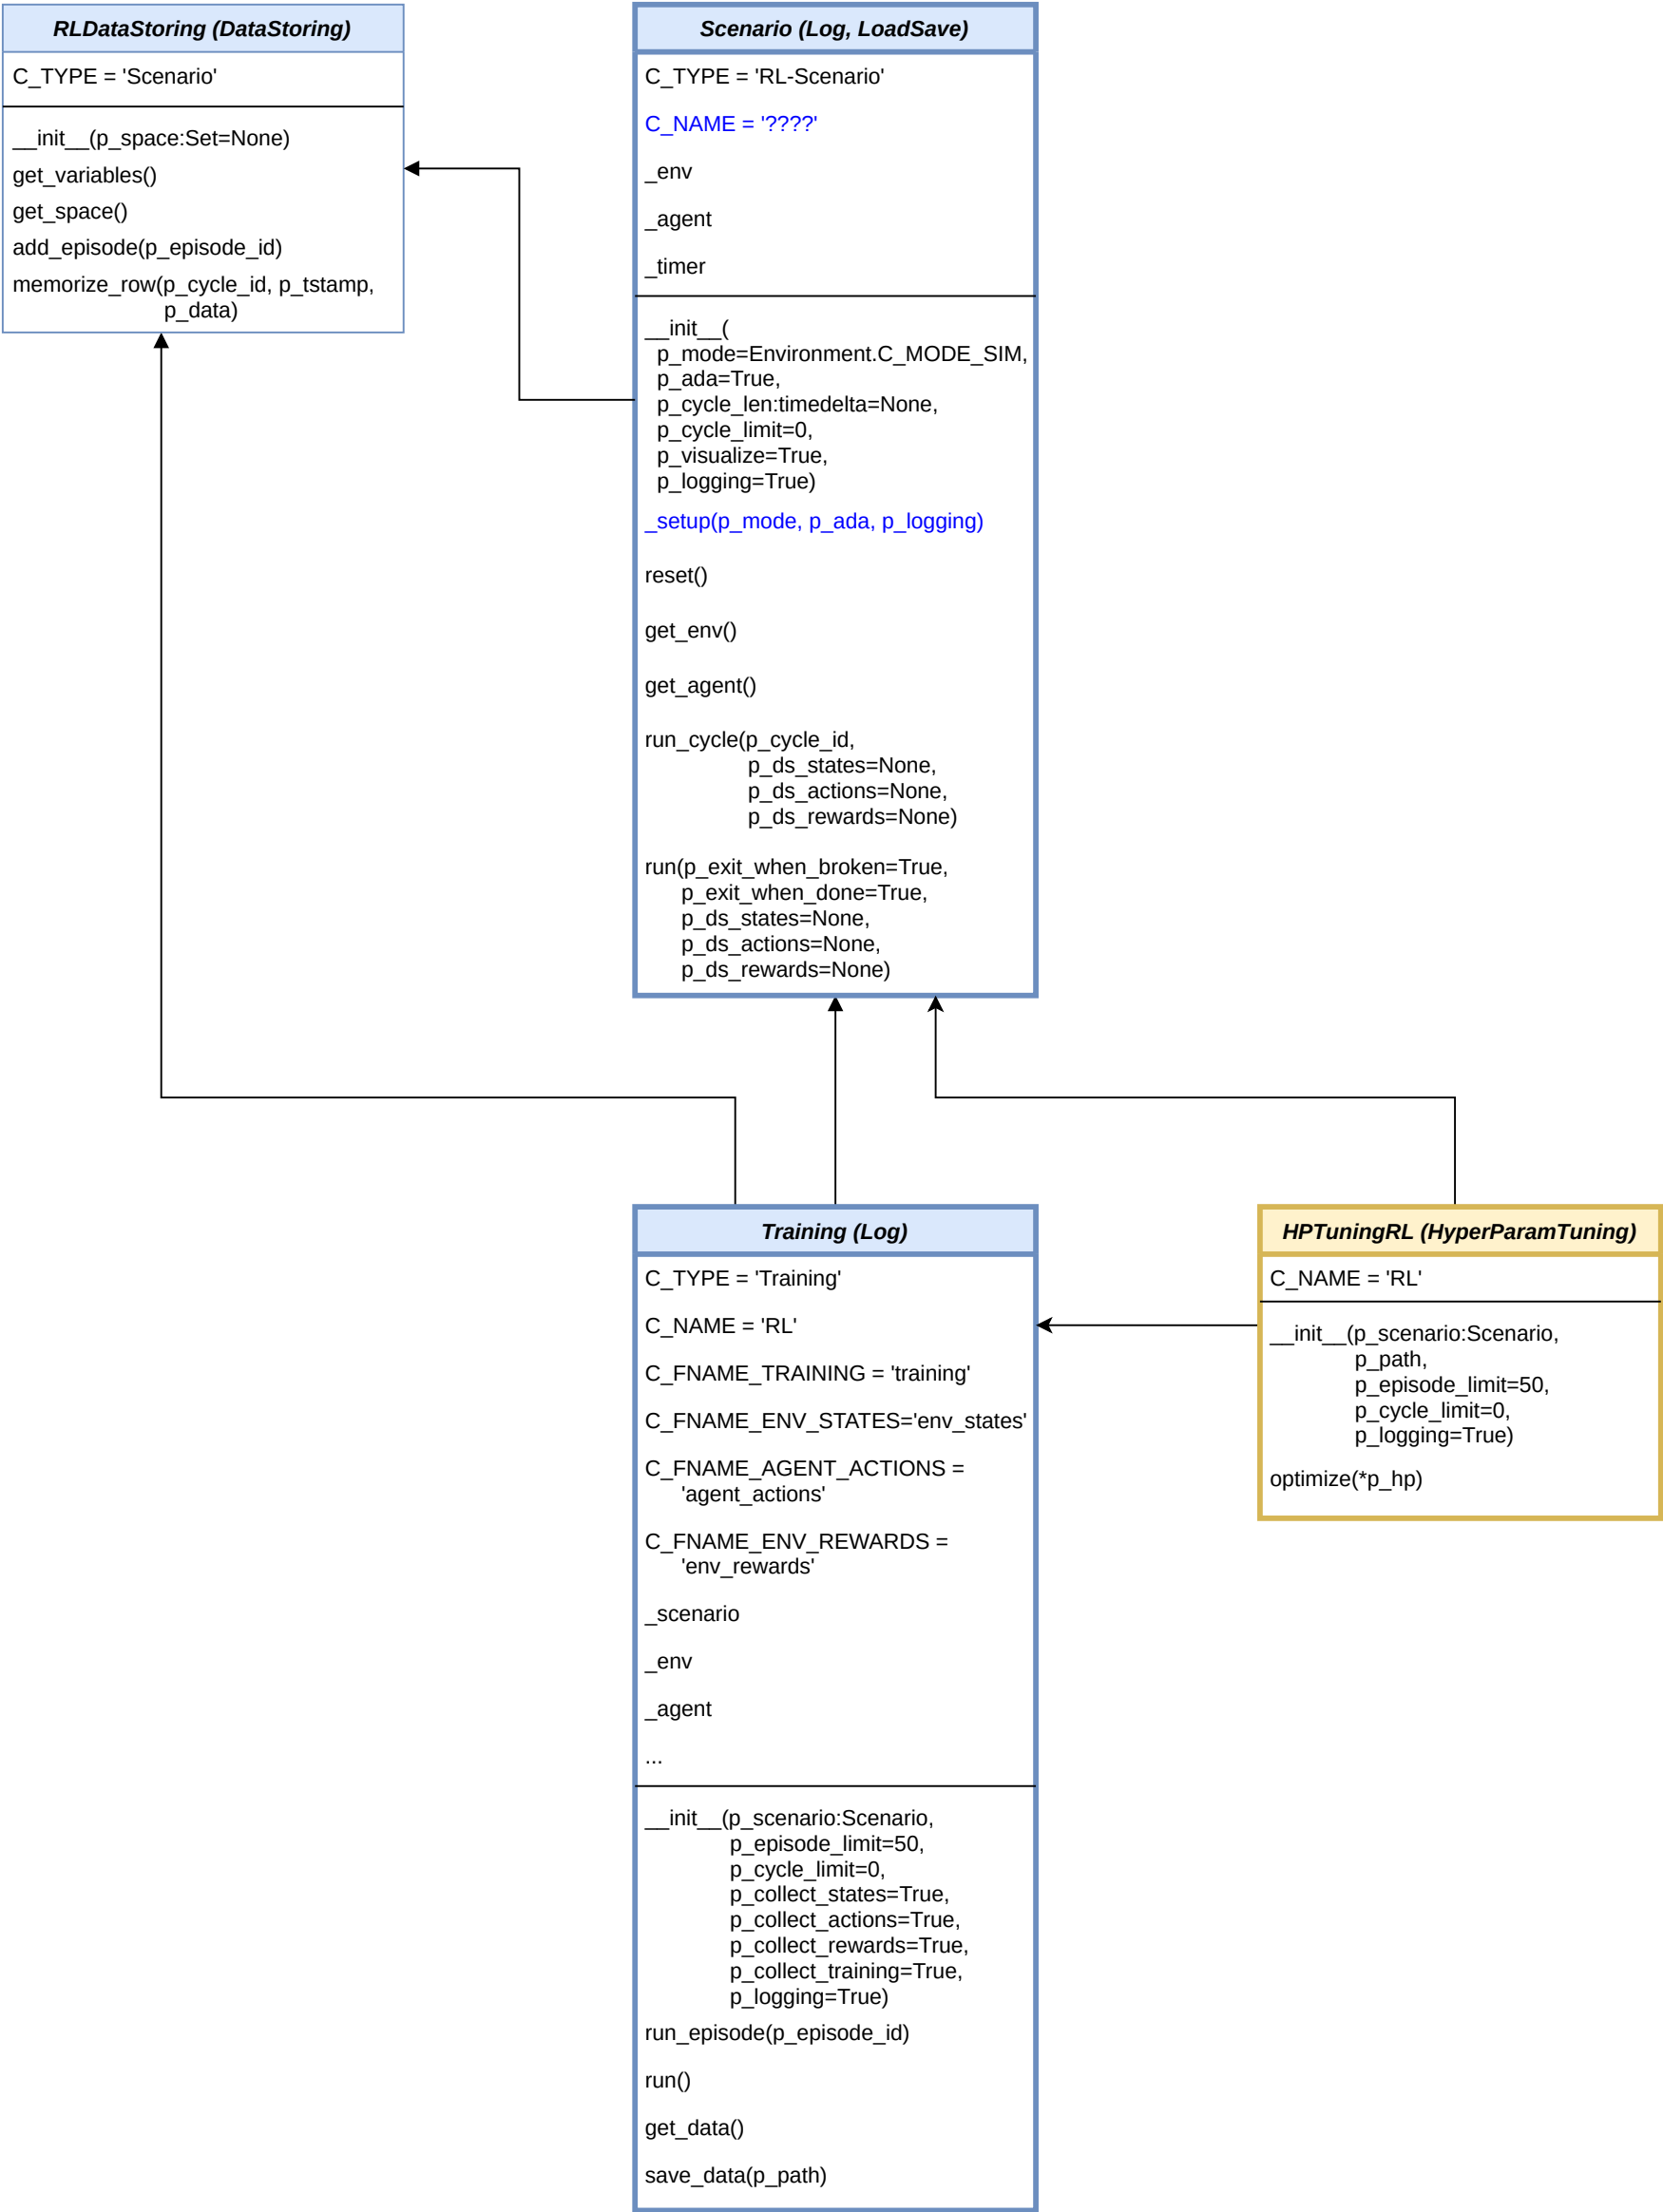 RLDataStoring (DataStoring)
C_TYPE = 'Scenario'
__init__(p_space:Set=None)
get_variables()
get_space()
add_episode(p_episode_id)
memorize_row(p_cycle_id, p_tstamp,
p_data)
Scenario (Log, LoadSave)
C_TYPE = 'RL-Scenario'
C_NAME = '????'
_env
_agent
_timer
__init__(
p_mode=Environment.C_MODE_SIM,
p_ada=True,
p_cycle_len:timedelta=None,
p_cycle_limit=0,
p_visualize=True,
p_logging=True)
_setup(p_mode, p_ada, p_logging)
reset()
get_env()
get_agent()
run_cycle(p_cycle_id,
p_ds_states=None,
p_ds_actions=None,
p_ds_rewards=None)
run(p_exit_when_broken=True,
p_exit_when_done=True,
p_ds_states=None,
p_ds_actions=None,
p_ds_rewards=None)
Training (Log)
C_TYPE = 'Training'
C_NAME = 'RL'
C_FNAME_TRAINING = 'training'
C_FNAME_ENV_STATES='env_states'
C_FNAME_AGENT_ACTIONS =
'agent_actions'
C_FNAME_ENV_REWARDS =
'env_rewards'
_scenario
_env
_agent
...
__init__(p_scenario:Scenario,
p_episode_limit=50,
p_cycle_limit=0,
p_collect_states=True,
p_collect_actions=True,
p_collect_rewards=True,
p_collect_training=True,
p_logging=True)
run_episode(p_episode_id)
run()
get_data()
save_data(p_path)
HPTuningRL (HyperParamTuning)
C_NAME = 'RL'
__init__(p_scenario:Scenario,
p_path,
p_episode_limit=50,
p_cycle_limit=0,
p_logging=True)
optimize(*p_hp)